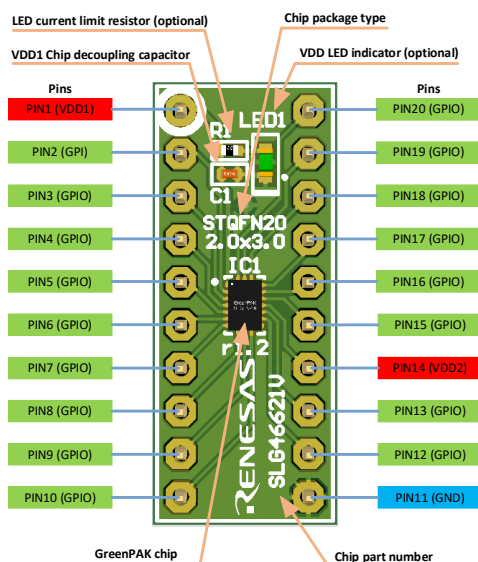 LED current limit resistor (optional)
Chip package type
VDD1 Chip decoupling capacitor
VDD LED indicator (optional)
Pins
Pins
PIN1 (VDD1)
PIN20 (GPIO)
PIN2 (GPI)
PIN19 (GPIO)
PIN3 (GPIO)
PIN18 (GPIO)
PIN4 (GPIO)
PIN17 (GPIO)
PIN5 (GPIO)
PIN16 (GPIO)
PIN6 (GPIO)
PIN15 (GPIO)
PIN7 (GPIO)
PIN14 (VDD2)
PIN8 (GPIO)
PIN13 (GPIO)
PIN9 (GPIO)
PIN12 (GPIO)
PIN10 (GPIO)
PIN11 (GND)
R1
LED1
C1
STQFN20
2.0x3.0
IC1
GreenPAK
r1.2
RENESAS
SLG46621V
GreenPAK chip
Chip part number